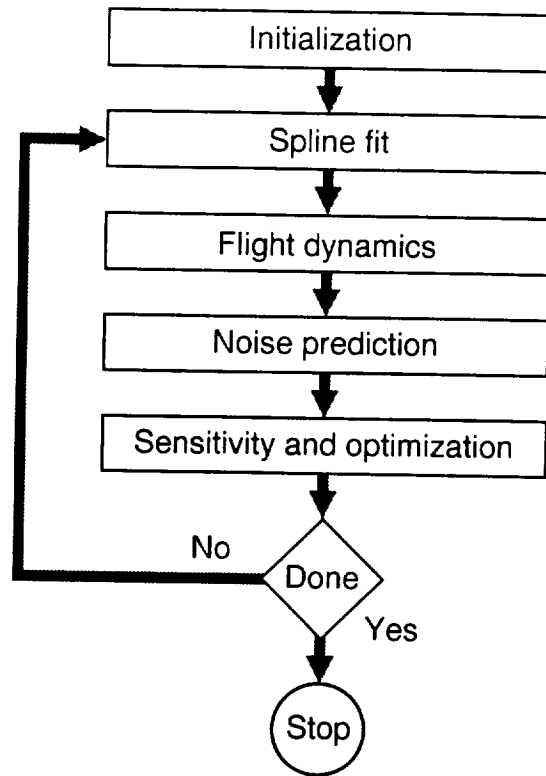 Initialization
Spline fit
Flight dynamics
Noise prediction
Sensitivity and optimization
No
Done
Yes
Stop